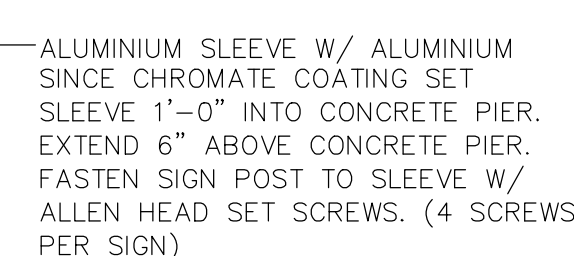 ALUMINIUM SLEEVE W/ ALUMINIUM
SINCE CHROMATE COATING SET
SLEEVE 1'-0" INTO CONCRETE PIER.
EXTEND 6" ABOVE CONCRETE PIER.
FASTEN SIGN POST TO SLEEVE W/
ALLEN HEAD SET SCREWS. (4 SCREWS
PER SIGN)